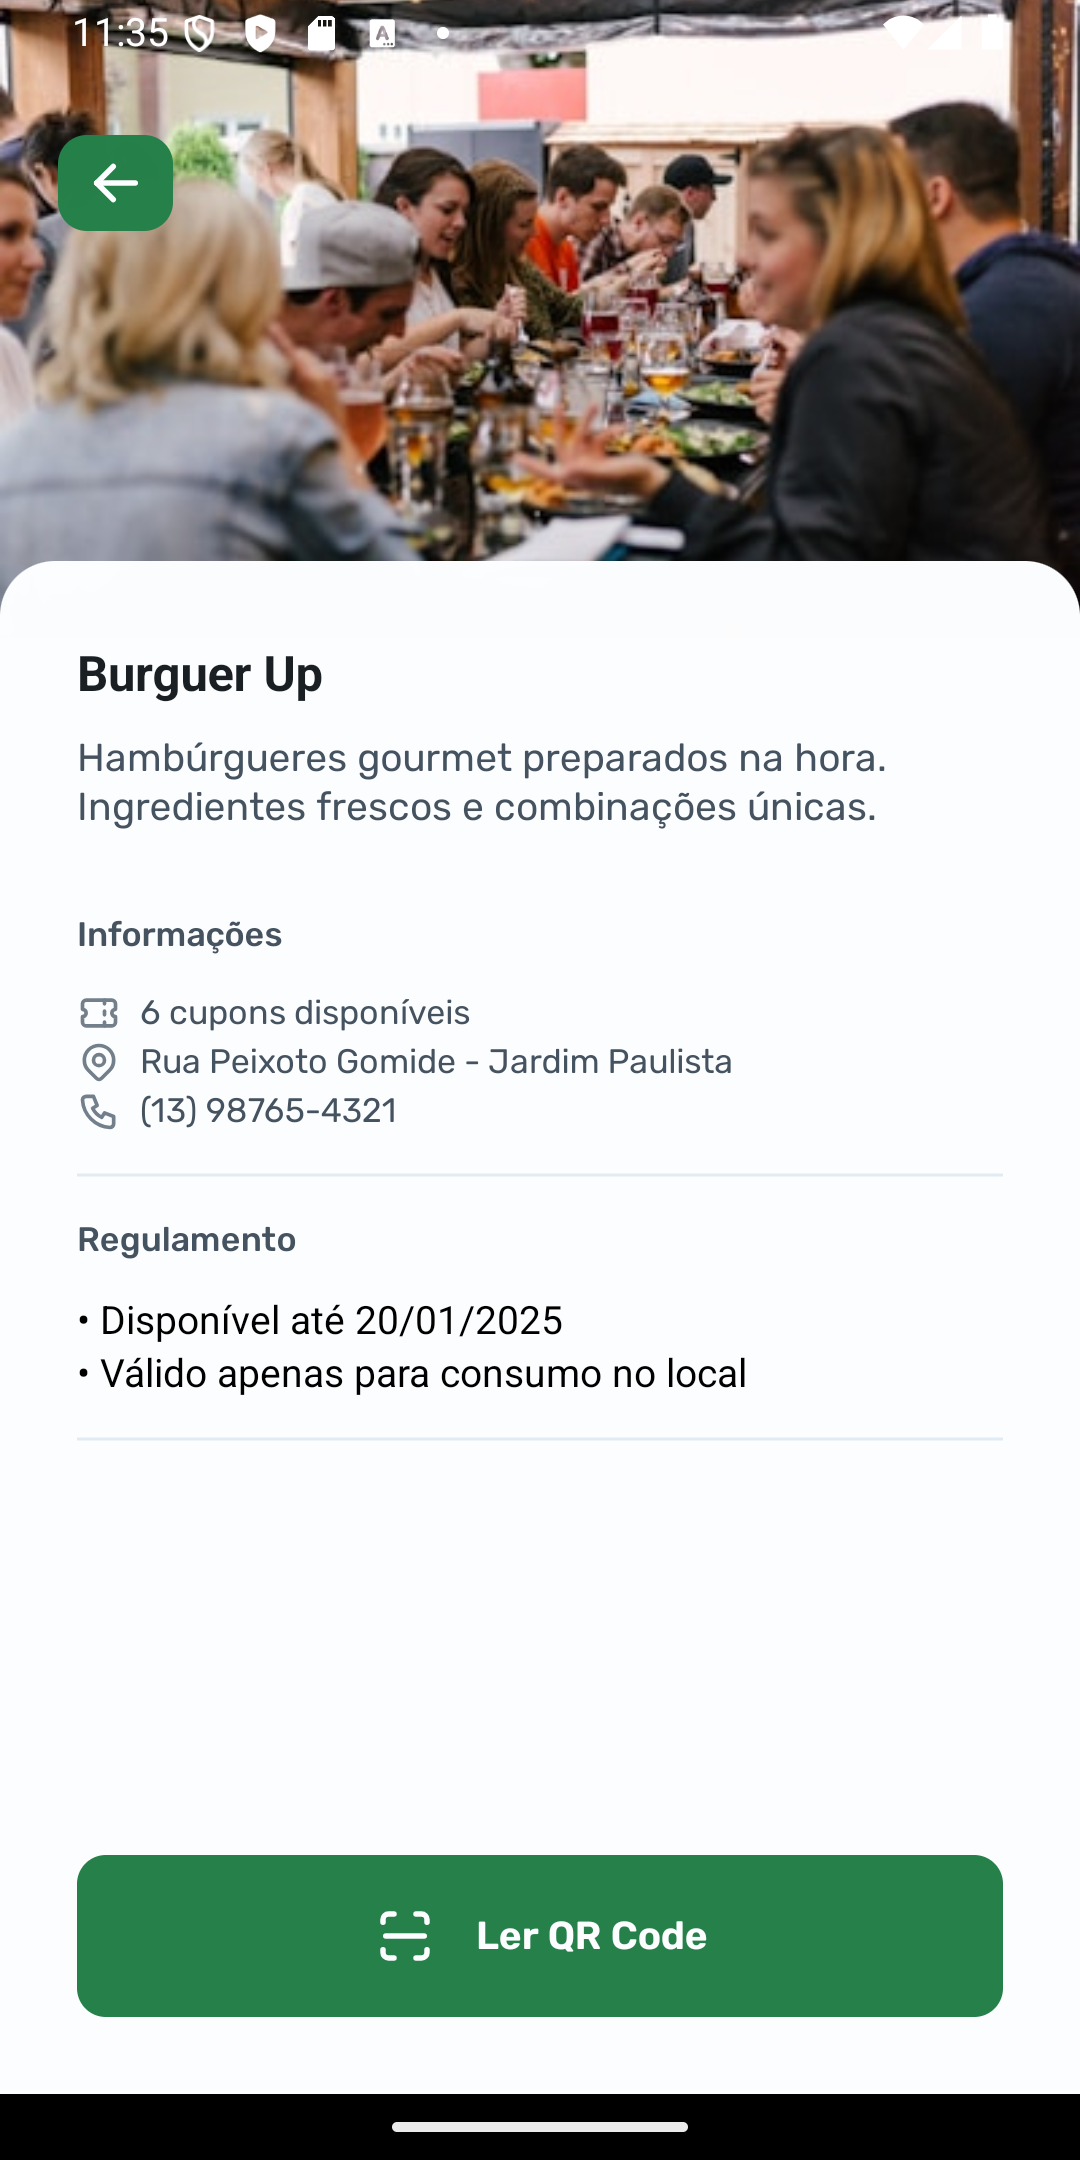 11:35
Burguer Up
Hambúrgueres gourmet preparados na hora.
Ingredientes frescos e combinações únicas.
Informações
6 cupons disponíveis
Rua Peixoto Gomide - Jardim Paulista
(13) 98765-4321
Regulamento
• Disponível até 20/01/2025
• Válido apenas para consumo no local
Ler QR Code